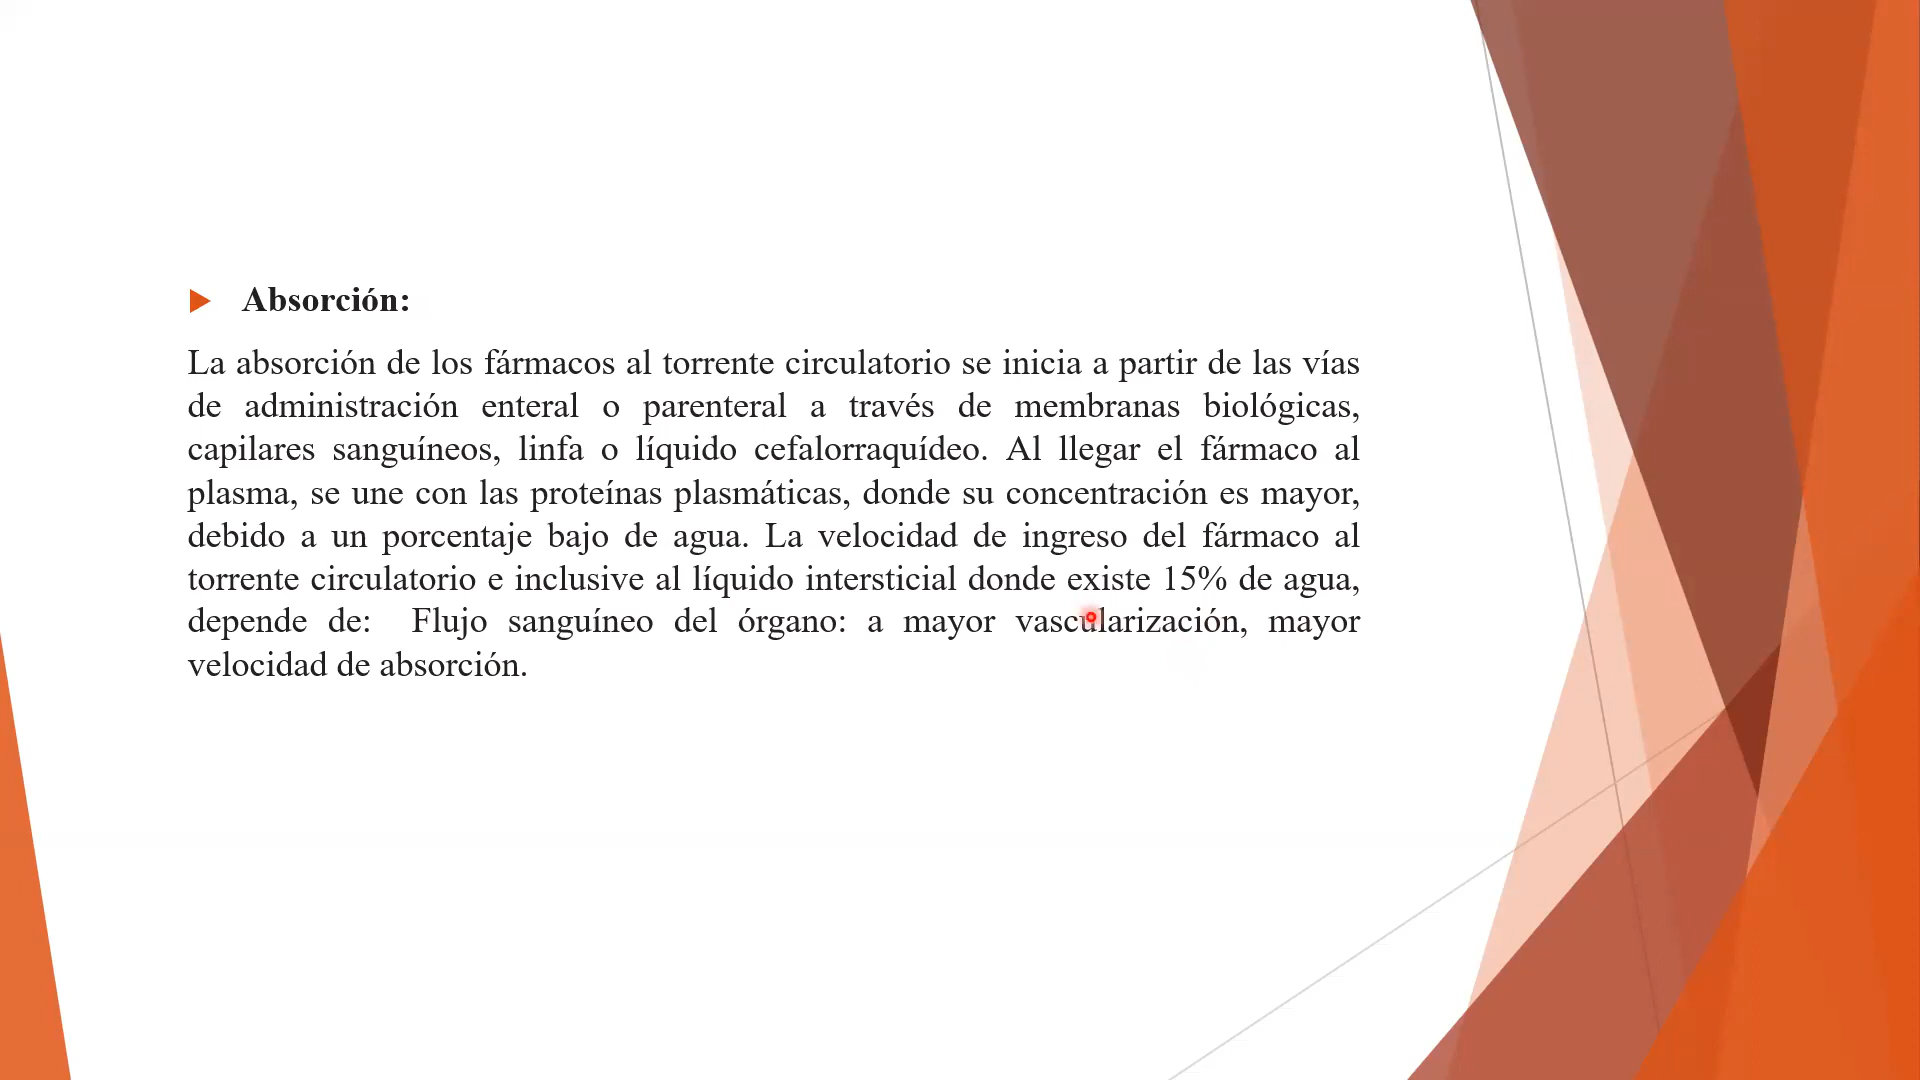 Absorción:
La absorción de los fármacos al torrente circulatorio se inicia a partir de las vías
de administración enteral o parenteral a través de membranas biológicas,
capilares sanguíneos, linfa o líquido cefalorraquídeo. Al llegar el fármaco al
plasma, se une con las proteínas plasmáticas, donde su concentración es mayor,
debido a un porcentaje bajo de agua. La velocidad de ingreso del fármaco al
torrente circulatorio e inclusive al líquido intersticial donde existe 15% de agua,
depende de: Flujo sanguíneo del órgano: a mayor vascularización, mayor
velocidad de absorción.